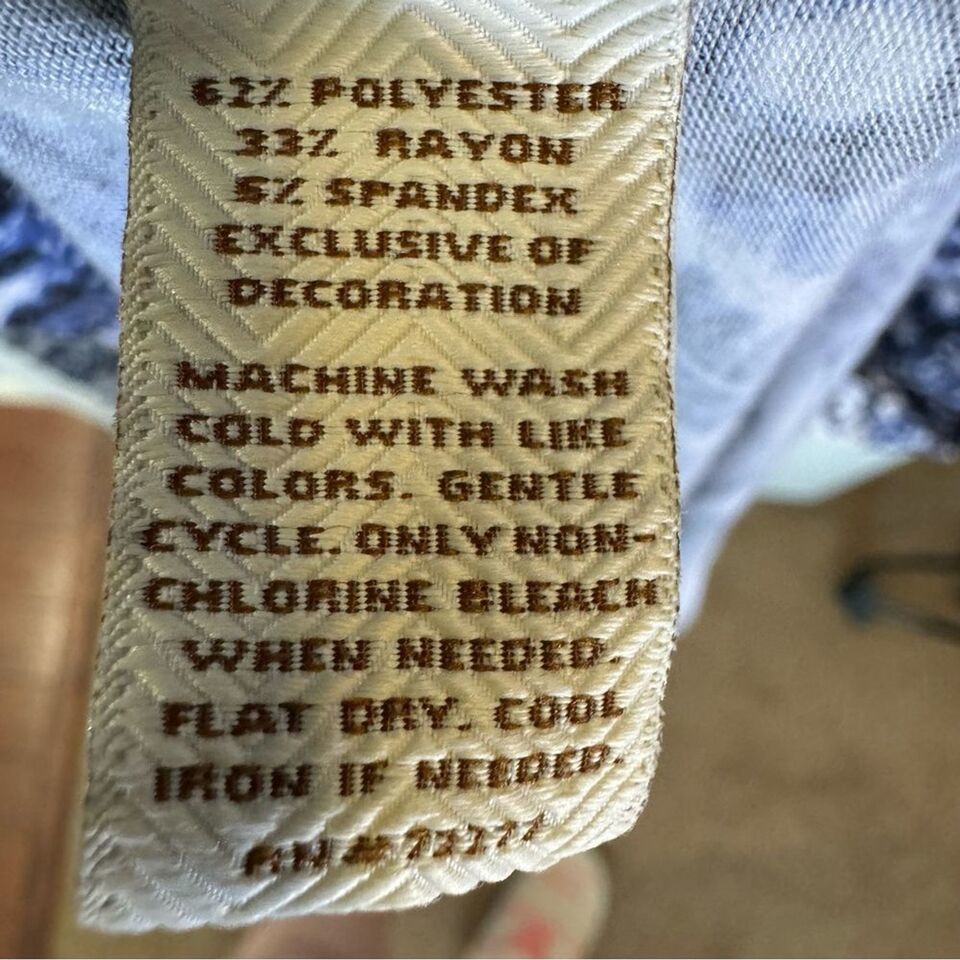 62% POLYESTER
33% RAYON
5% SPANDEX
EXCLUSIVE OF
DECORATION
MACHINE WASH
COLD WITH LIKE
COLORS. GENTLE
CYCLE. ONLY NON-
CHLORINE BLEACH
WHEN NEEDED.
FLAT DRY. COOL
IRON IF NEEDED.
RN #